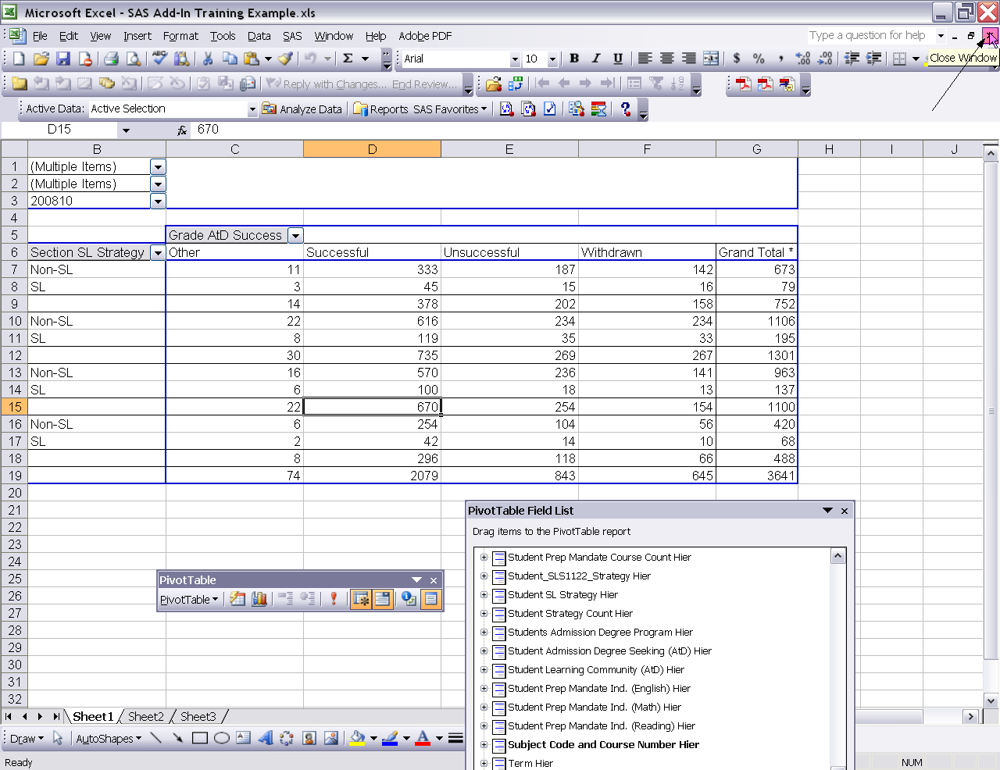 Microsoft Excel - SAS Add-In Training Example.xls
File Edit View Insert Format Tools Data SAS Window Help Adobe PDF Type a question for help
Arial 10 B I U $ % , Close Window
Reply with Changes... End Review...
Active Data: Active Selection Analyze Data Reports SAS Favorites
D15 fx 670
B C D E F G H I J
1 (Multiple Items)
2 (Multiple Items)
3 200810
4
5 Grade AtD Success
6 Section SL Strategy Other Successful Unsuccessful Withdrawn Grand Total *
7 Non-SL 11 333 187 142 673
8 SL 3 45 15 16 79
9 14 378 202 158 752
10 Non-SL 22 616 234 234 1106
11 SL 8 119 35 33 195
12 30 735 269 267 1301
13 Non-SL 16 570 236 141 963
14 SL 6 100 18 13 137
15 22 670 254 154 1100
16 Non-SL 6 254 104 56 420
17 SL 2 42 14 10 68
18 8 296 118 66 488
19 74 2079 843 645 3641
20
21
22
23
24
25
26
27
28
29
30
31
32
PivotTable Field List
Drag items to the PivotTable report
Student Prep Mandate Course Count Hier
Student_SLS1122_Strategy Hier
Student SL Strategy Hier
Student Strategy Count Hier
Students Admission Degree Program Hier
Student Admission Degree Seeking (AtD) Hier
Student Learning Community (AtD) Hier
Student Prep Mandate Ind. (English) Hier
Student Prep Mandate Ind. (Math) Hier
Student Prep Mandate Ind. (Reading) Hier
Subject Code and Course Number Hier
Term Hier
PivotTable
PivotTable
Sheet1 Sheet2 Sheet3
Draw AutoShapes
Ready NUM